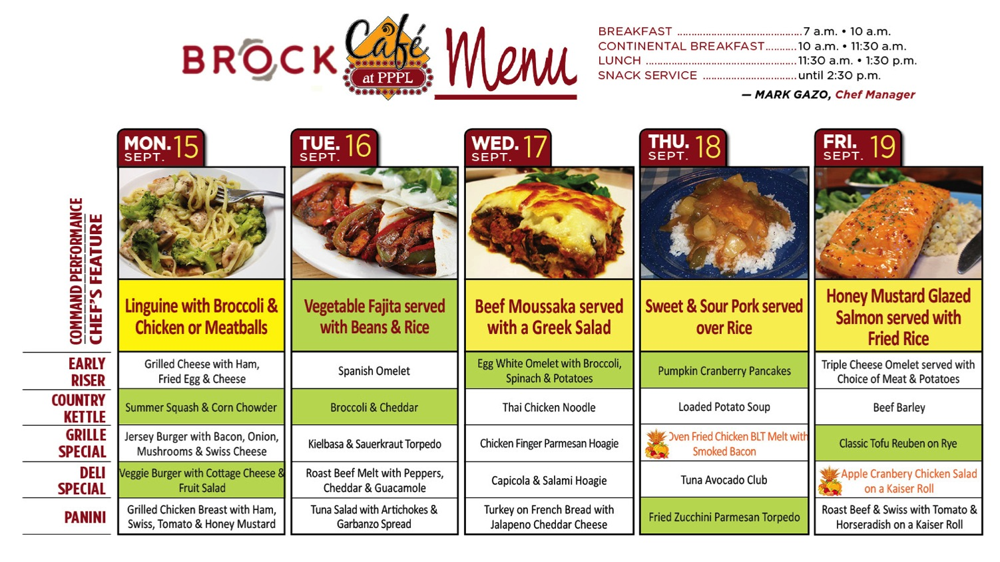 BROCK
Café
at PPPL
Menu
BREAKFAST ............................................7 a.m. • 10 a.m.
CONTINENTAL BREAKFAST...........10 a.m. • 11:30 a.m.
LUNCH .....................................................11:30 a.m. • 1:30 p.m.
SNACK SERVICE .................................until 2:30 p.m.
— MARK GAZO, Chef Manager
MON. 15
SEPT.
TUE. 16
SEPT.
WED. 17
SEPT.
THU. 18
SEPT.
FRI. 19
SEPT.
COMMAND PERFORMANCE
CHEF'S FEATURE
Linguine with Broccoli &
Chicken or Meatballs
Vegetable Fajita served
with Beans & Rice
Beef Moussaka served
with a Greek Salad
Sweet & Sour Pork served
over Rice
Honey Mustard Glazed
Salmon served with
Fried Rice
EARLY
RISER
Grilled Cheese with Ham,
Fried Egg & Cheese
Spanish Omelet
Egg White Omelet with Broccoli,
Spinach & Potatoes
Pumpkin Cranberry Pancakes
Triple Cheese Omelet served with
Choice of Meat & Potatoes
COUNTRY
KETTLE
Summer Squash & Corn Chowder
Broccoli & Cheddar
Thai Chicken Noodle
Loaded Potato Soup
Beef Barley
GRILLE
SPECIAL
Jersey Burger with Bacon, Onion,
Mushrooms & Swiss Cheese
Kielbasa & Sauerkraut Torpedo
Chicken Finger Parmesan Hoagie
Oven Fried Chicken BLT Melt with
Smoked Bacon
Classic Tofu Reuben on Rye
DELI
SPECIAL
Veggie Burger with Cottage Cheese &
Fruit Salad
Roast Beef Melt with Peppers,
Cheddar & Guacamole
Capicola & Salami Hoagie
Tuna Avocado Club
Apple Cranbery Chicken Salad
on a Kaiser Roll
PANINI
Grilled Chicken Breast with Ham,
Swiss, Tomato & Honey Mustard
Tuna Salad with Artichokes &
Garbanzo Spread
Turkey on French Bread with
Jalapeno Cheddar Cheese
Fried Zucchini Parmesan Torpedo
Roast Beef & Swiss with Tomato &
Horseradish on a Kaiser Roll